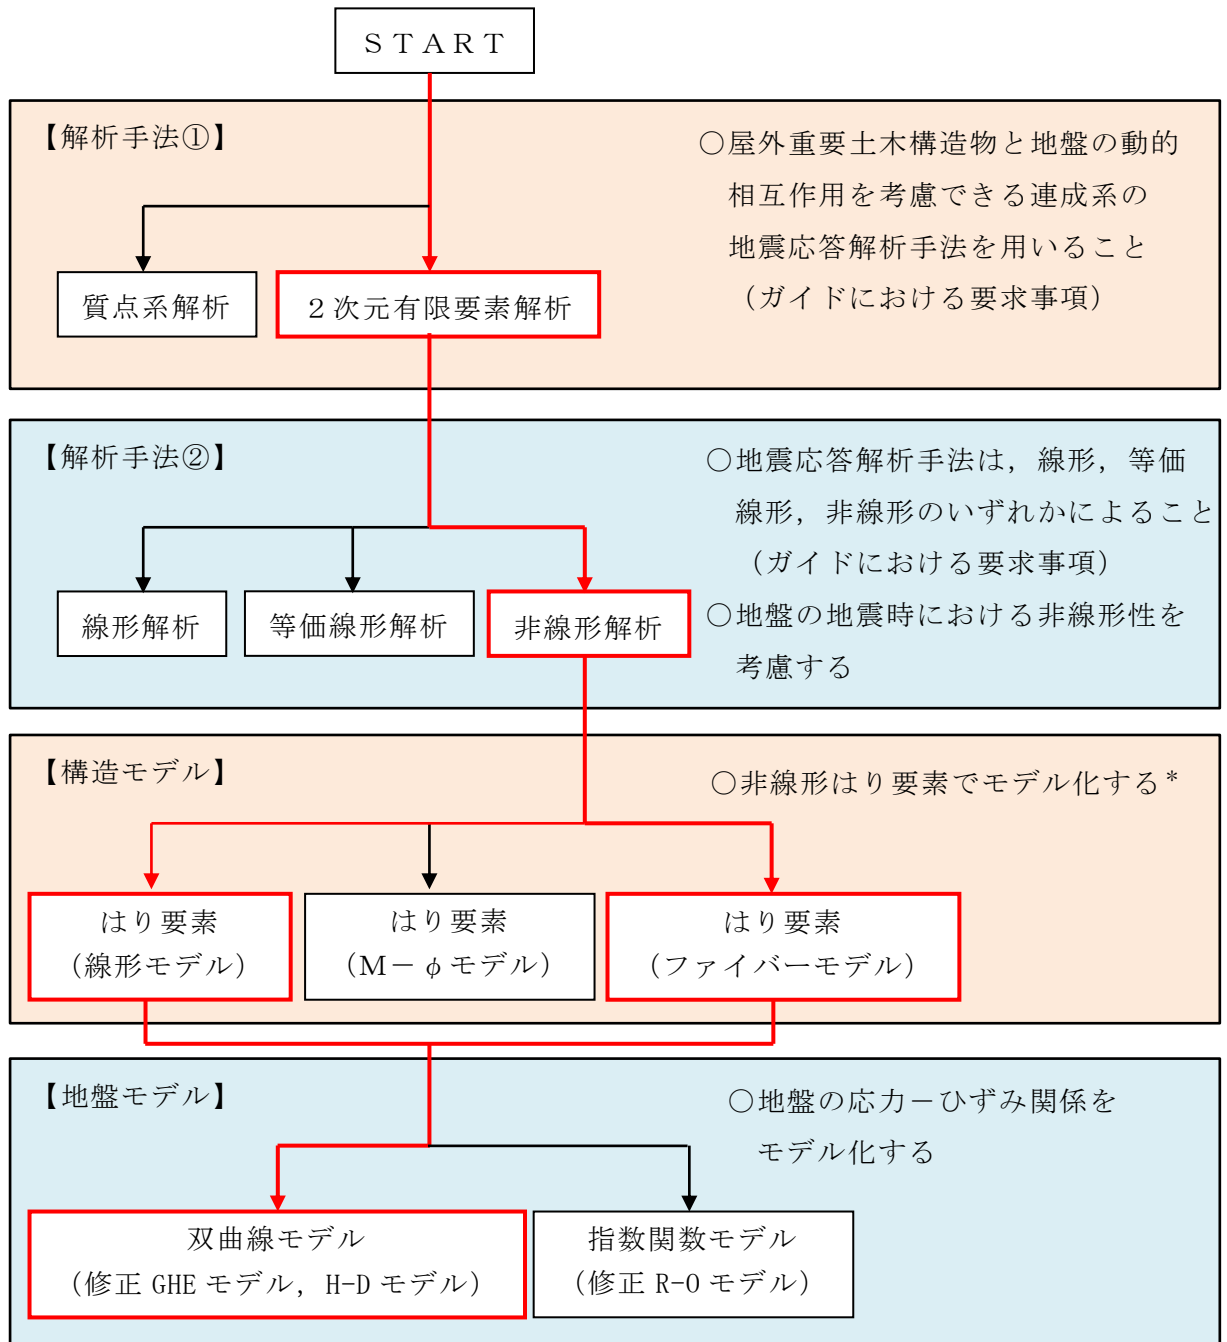 ＳＴＡＲＴ
【解析手法①】
○屋外重要土木構造物と地盤の動的
相互作用を考慮できる連成系の
地震応答解析手法を用いること
（ガイドにおける要求事項）
質点系解析
２次元有限要素解析
【解析手法②】
○地震応答解析手法は，線形，等価
線形，非線形のいずれかによること
（ガイドにおける要求事項）
○地盤の地震時における非線形性を
考慮する
線形解析
等価線形解析
非線形解析
【構造モデル】
○非線形はり要素でモデル化する*
はり要素
（線形モデル）
はり要素
（Ｍ－φモデル）
はり要素
（ファイバーモデル）
【地盤モデル】
○地盤の応力－ひずみ関係を
モデル化する
双曲線モデル
（修正 GHE モデル，H-D モデル）
指数関数モデル
（修正 R-O モデル）